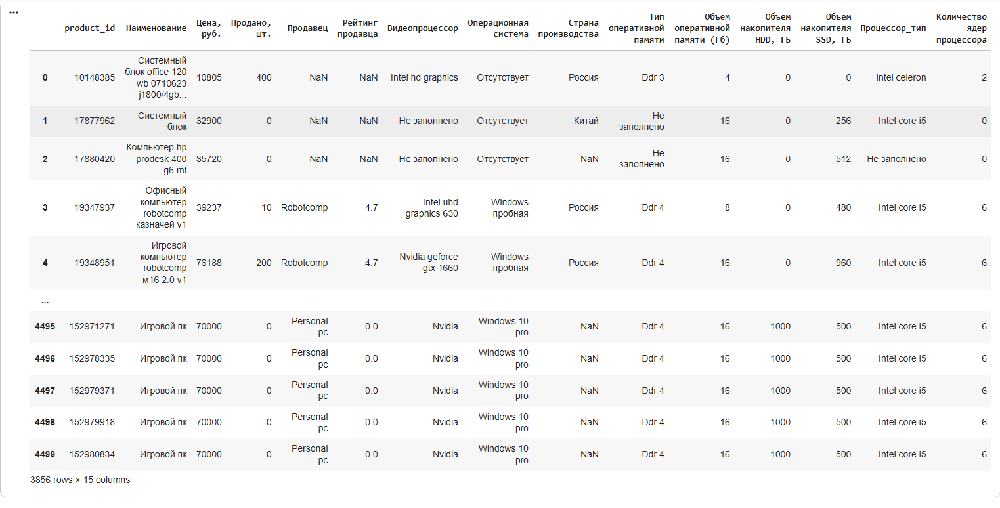 ...
product_id Наименование Цена, руб. Продано, шт. Продавец Рейтинг продавца Видеопроцессор Операционная система Страна производства Тип оперативной памяти Объем оперативной памяти (Гб) Объем накопителя HDD, ГБ Объем накопителя SSD, ГБ Процессор_тип Количество ядер процессора
0 10148385 Системный блок office 120 wb 0710623 j1800/4gb... 10805 400 NaN NaN Intel hd graphics Отсутствует Россия Ddr 3 4 0 0 Intel celeron 2
1 17877962 Системный блок 32900 0 NaN NaN Не заполнено Отсутствует Китай Не заполнено 16 0 256 Intel core i5 0
2 17880420 Компьютер hp prodesk 400 g6 mt 35720 0 NaN NaN Не заполнено Отсутствует NaN Не заполнено 16 0 512 Не заполнено 0
3 19347937 Офисный компьютер robotcomp казначей v1 39237 10 Robotcomp 4.7 Intel uhd graphics 630 Windows пробная Россия Ddr 4 8 0 480 Intel core i5 6
4 19348951 Игровой компьютер robotcomp м16 2.0 v1 76188 200 Robotcomp 4.7 Nvidia geforce gtx 1660 Windows пробная Россия Ddr 4 16 0 960 Intel core i5 6
... ... ... ... ... ... ... ... ... ... ... ... ... ... ... ...
4495 152971271 Игровой пк 70000 0 Personal pc 0.0 Nvidia Windows 10 pro NaN Ddr 4 16 1000 500 Intel core i5 6
4496 152978335 Игровой пк 70000 0 Personal pc 0.0 Nvidia Windows 10 pro NaN Ddr 4 16 1000 500 Intel core i5 6
4497 152979371 Игровой пк 70000 0 Personal pc 0.0 Nvidia Windows 10 pro NaN Ddr 4 16 1000 500 Intel core i5 6
4498 152979918 Игровой пк 70000 0 Personal pc 0.0 Nvidia Windows 10 pro NaN Ddr 4 16 1000 500 Intel core i5 6
4499 152980834 Игровой пк 70000 0 Personal pc 0.0 Nvidia Windows 10 pro NaN Ddr 4 16 1000 500 Intel core i5 6
3856 rows × 15 columns